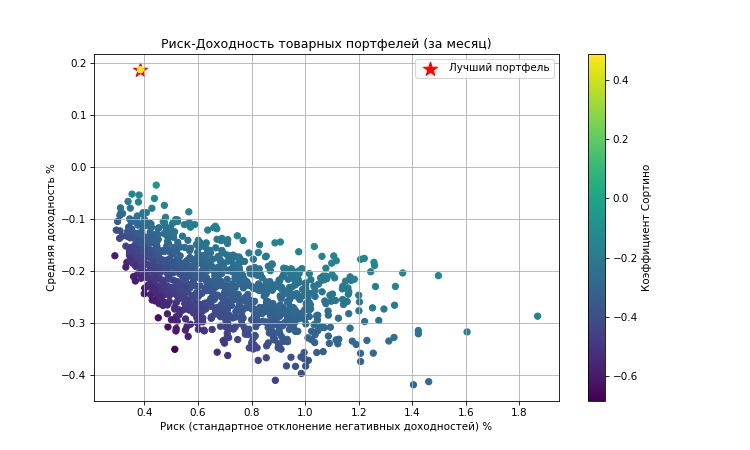 Риск-Доходность товарных портфелей (за месяц)
Лучший портфель
Средняя доходность %
0.2
0.1
0.0
−0.1
−0.2
−0.3
−0.4
0.4 0.6 0.8 1.0 1.2 1.4 1.6 1.8
Риск (стандартное отклонение негативных доходностей) %
0.4
0.2
0.0
−0.2
−0.4
−0.6
Коэффициент Сортино